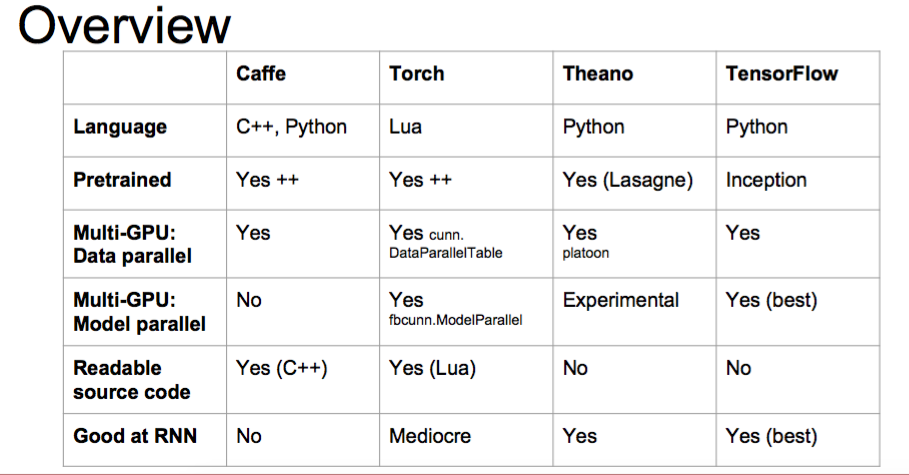 Overview
Caffe Torch Theano TensorFlow
Language C++, Python Lua Python Python
Pretrained Yes ++ Yes ++ Yes (Lasagne) Inception
Multi-GPU: Yes Yes cunn. Yes Yes
Data parallel DataParallelTable platoon
Multi-GPU: No Yes Experimental Yes (best)
Model parallel fbcunn.ModelParallel
Readable Yes (C++) Yes (Lua) No No
source code
Good at RNN No Mediocre Yes Yes (best)